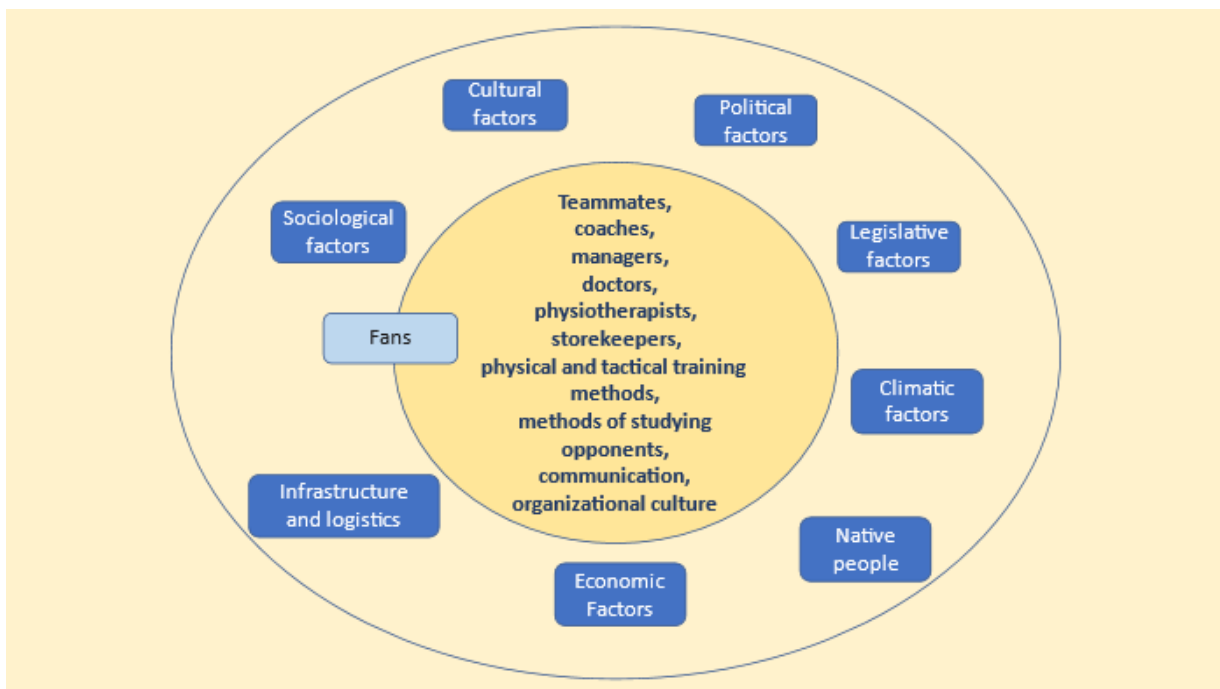 Cultural
factors
Political
factors
Sociological
factors
Legislative
factors
Fans
Teammates,
coaches,
managers,
doctors,
physiotherapists,
storekeepers,
physical and tactical training
methods,
methods of studying
opponents,
communication,
organizational culture
Climatic
factors
Infrastructure
and logistics
Native
people
Economic
Factors